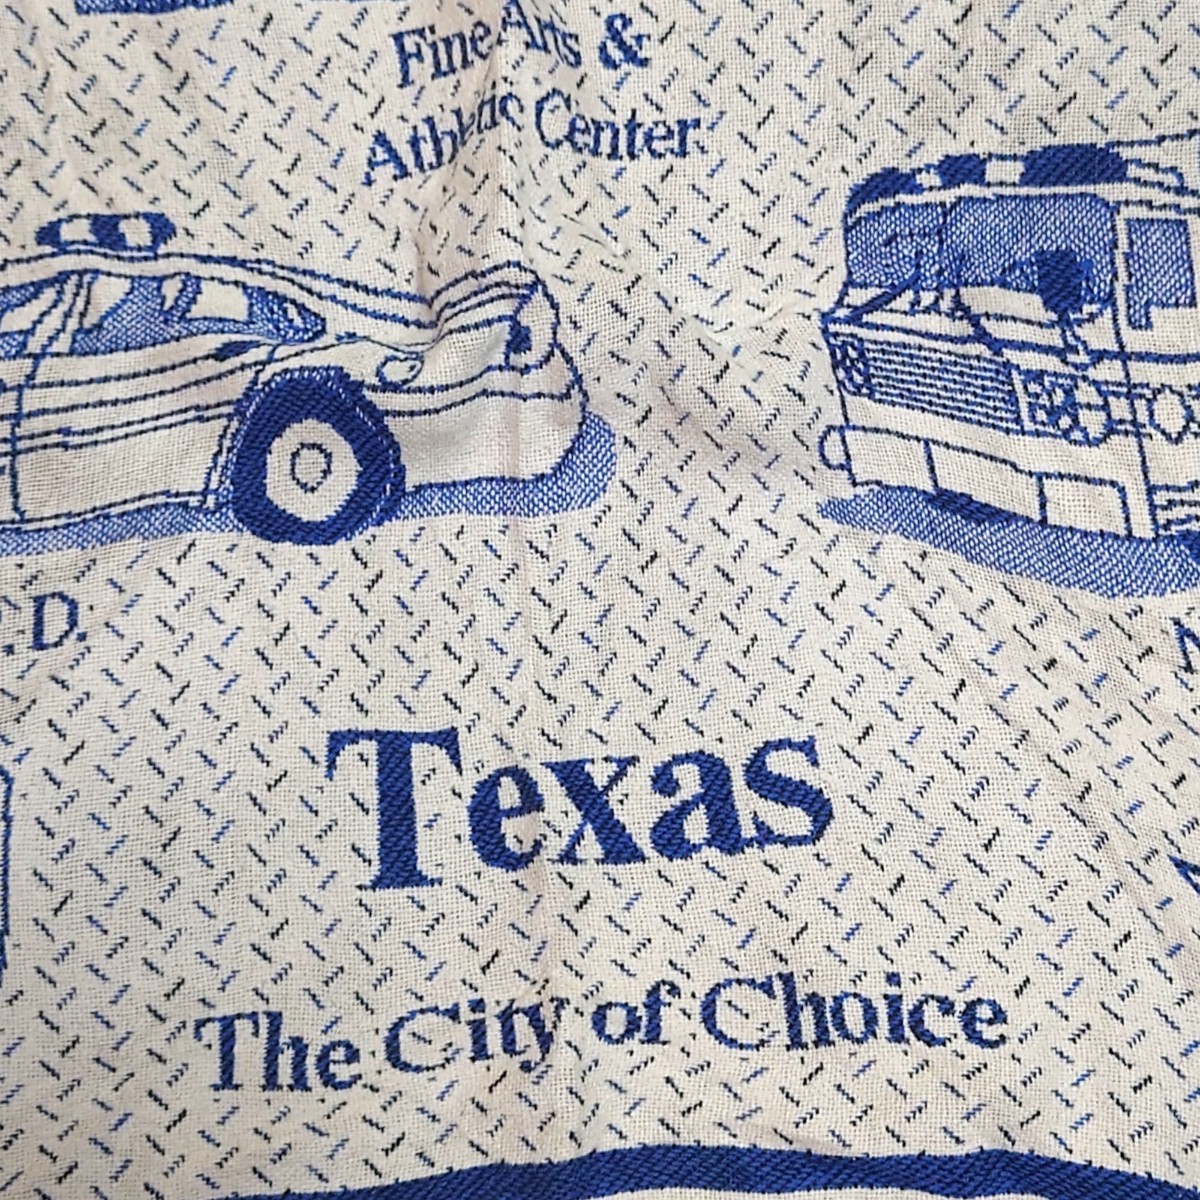 Fine Arts &
Athletic Center
.D.
Texas
The City of Choice